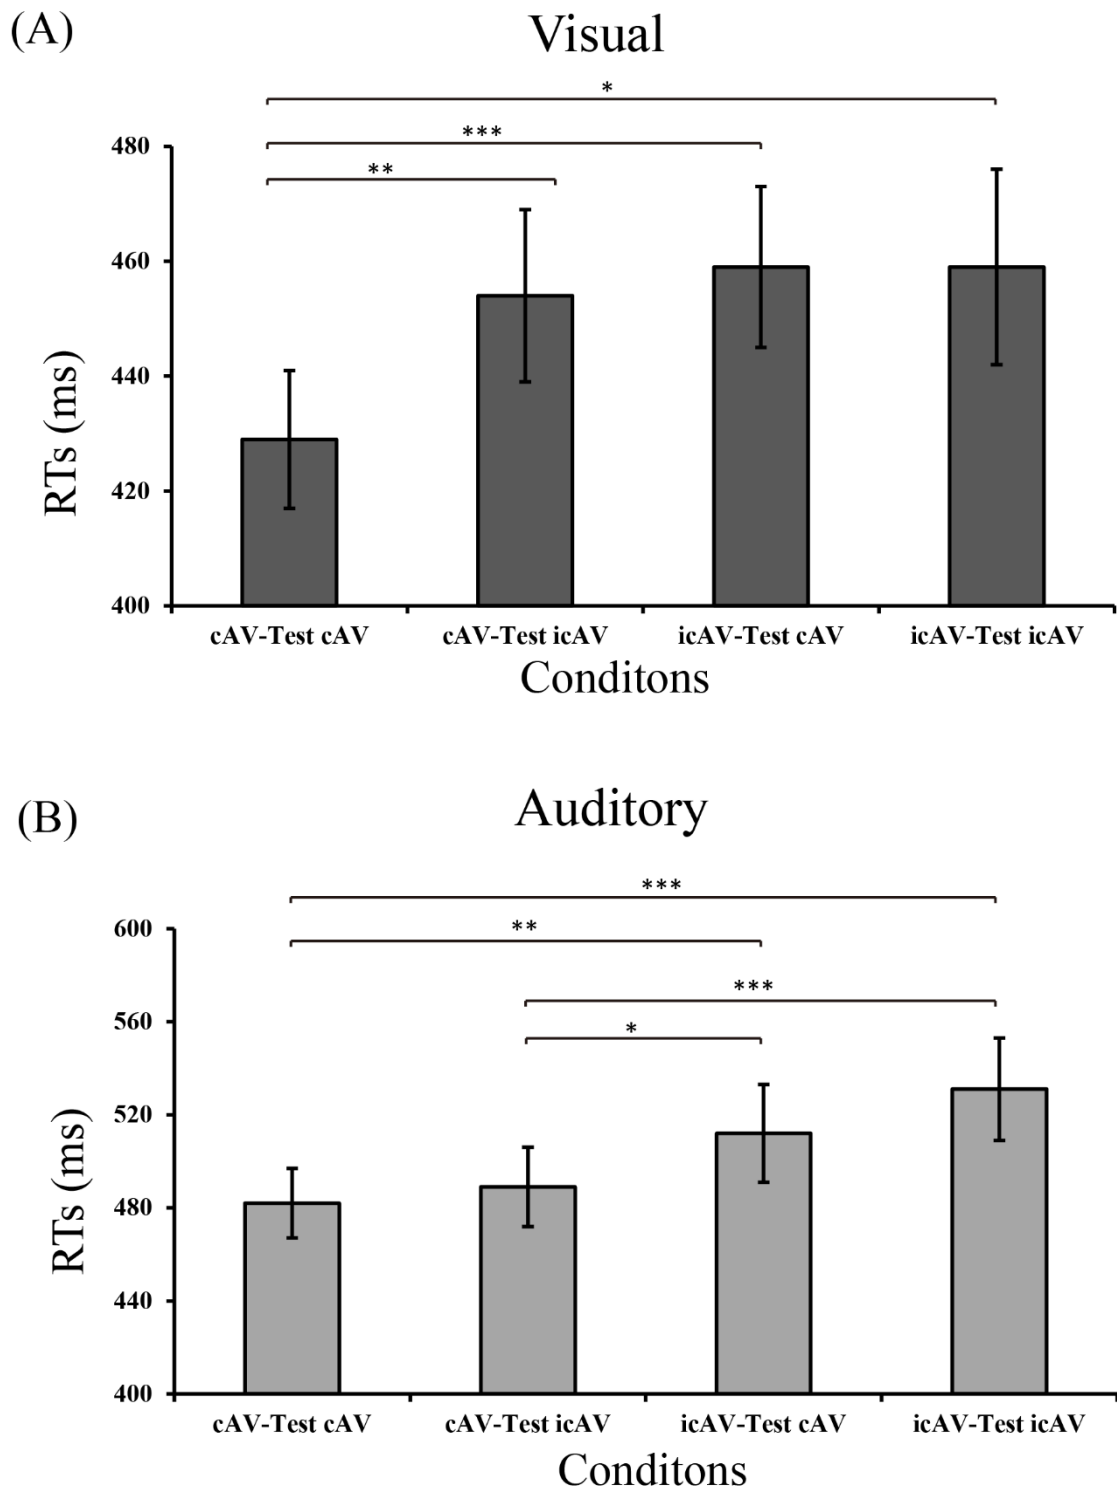 (A)
Visual
*
***
**
480
460
440
420
400
RTs (ms)
cAV-Test cAV cAV-Test icAV icAV-Test cAV icAV-Test icAV
Conditons
(B)
Auditory
***
**
***
*
600
560
520
480
440
400
RTs (ms)
cAV-Test cAV cAV-Test icAV icAV-Test cAV icAV-Test icAV
Conditons